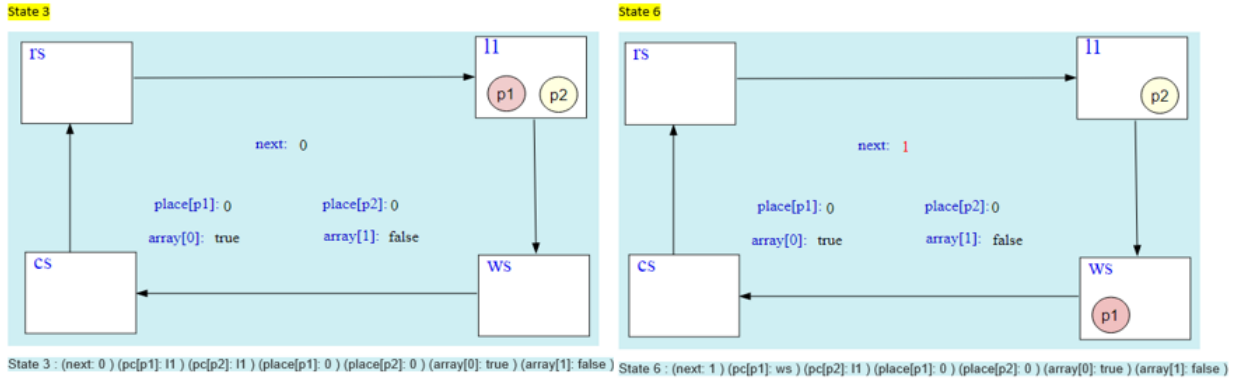 State 3
State 6
rs
l1
p1
p2
next: 0
place[p1]: 0
place[p2]: 0
array[0]: true
array[1]: false
cs
ws
State 3 : (next: 0 ) (pc[p1]: l1 ) (pc[p2]: l1 ) (place[p1]: 0 ) (place[p2]: 0 ) (array[0]: true ) (array[1]: false )
rs
l1
p2
next: 1
place[p1]: 0
place[p2]: 0
array[0]: true
array[1]: false
cs
ws
p1
State 6 : (next: 1 ) (pc[p1]: ws ) (pc[p2]: l1 ) (place[p1]: 0 ) (place[p2]: 0 ) (array[0]: true ) (array[1]: false )